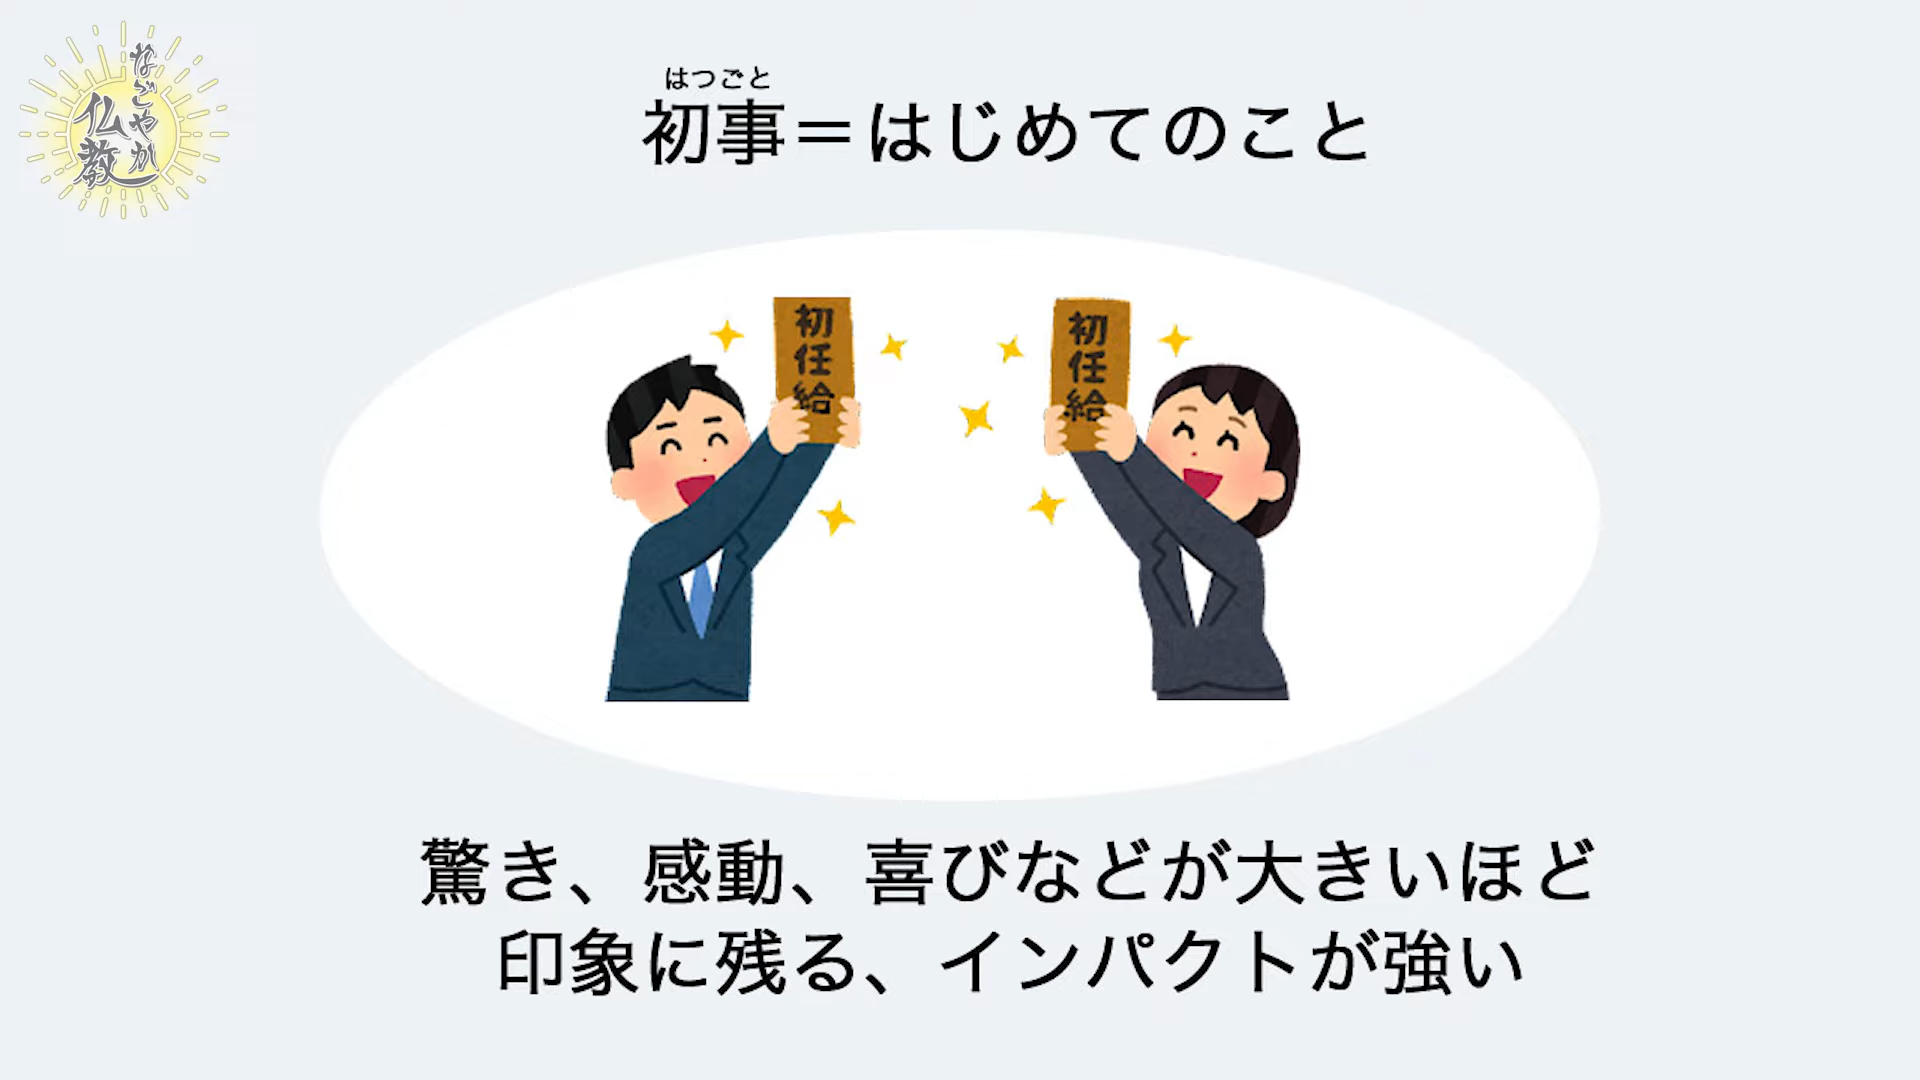 なごやか
仏教
はつごと
初事＝はじめてのこと
初任給
初任給
驚き、感動、喜びなどが大きいほど
印象に残る、インパクトが強い